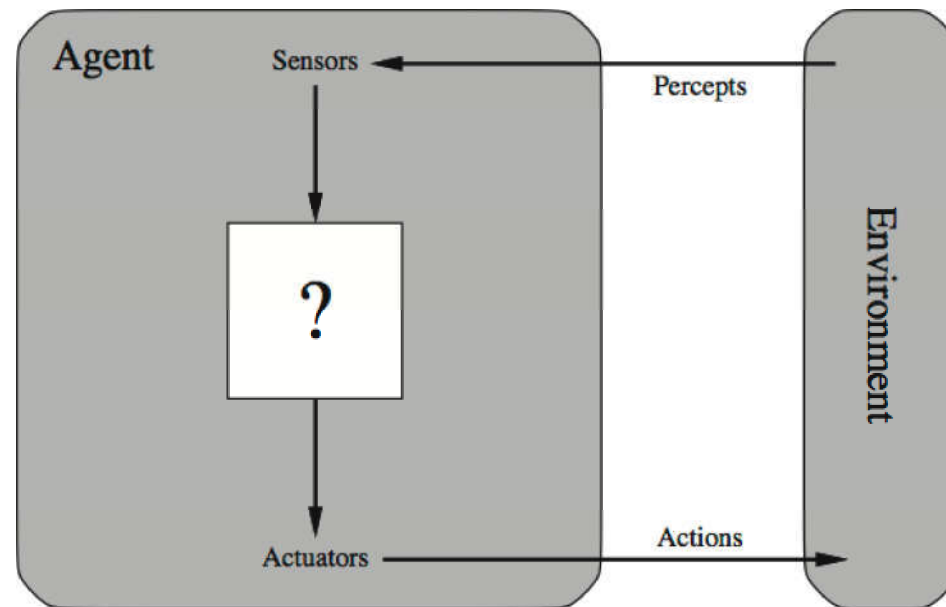 Agent
Sensors
Percepts
?
Environment
Actuators
Actions